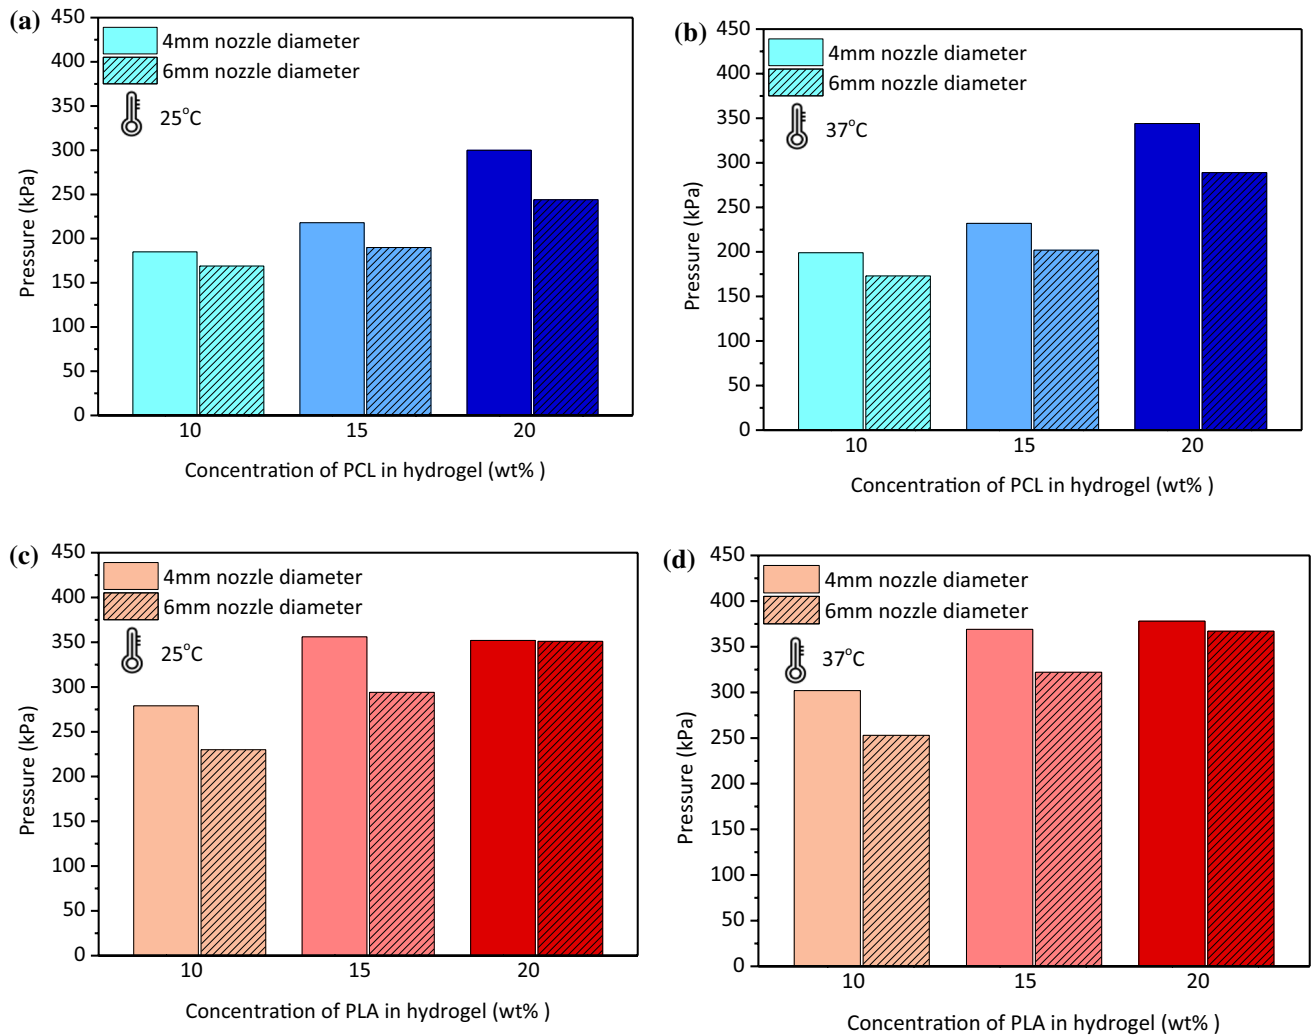 (a)
450
400
350
300
250
200
150
100
50
0
Pressure (kPa)
4mm nozzle diameter
6mm nozzle diameter
25°C
10 15 20
Concentration of PCL in hydrogel (wt% )
(b)
450
400
350
300
250
200
150
100
50
0
Pressure (kPa)
4mm nozzle diameter
6mm nozzle diameter
37°C
10 15 20
Concentration of PCL in hydrogel (wt% )
(c)
450
400
350
300
250
200
150
100
50
0
Pressure (kPa)
4mm nozzle diameter
6mm nozzle diameter
25°C
10 15 20
Concentration of PLA in hydrogel (wt% )
(d)
450
400
350
300
250
200
150
100
50
0
Pressure (kPa)
4mm nozzle diameter
6mm nozzle diameter
37°C
10 15 20
Concentration of PLA in hydrogel (wt% )